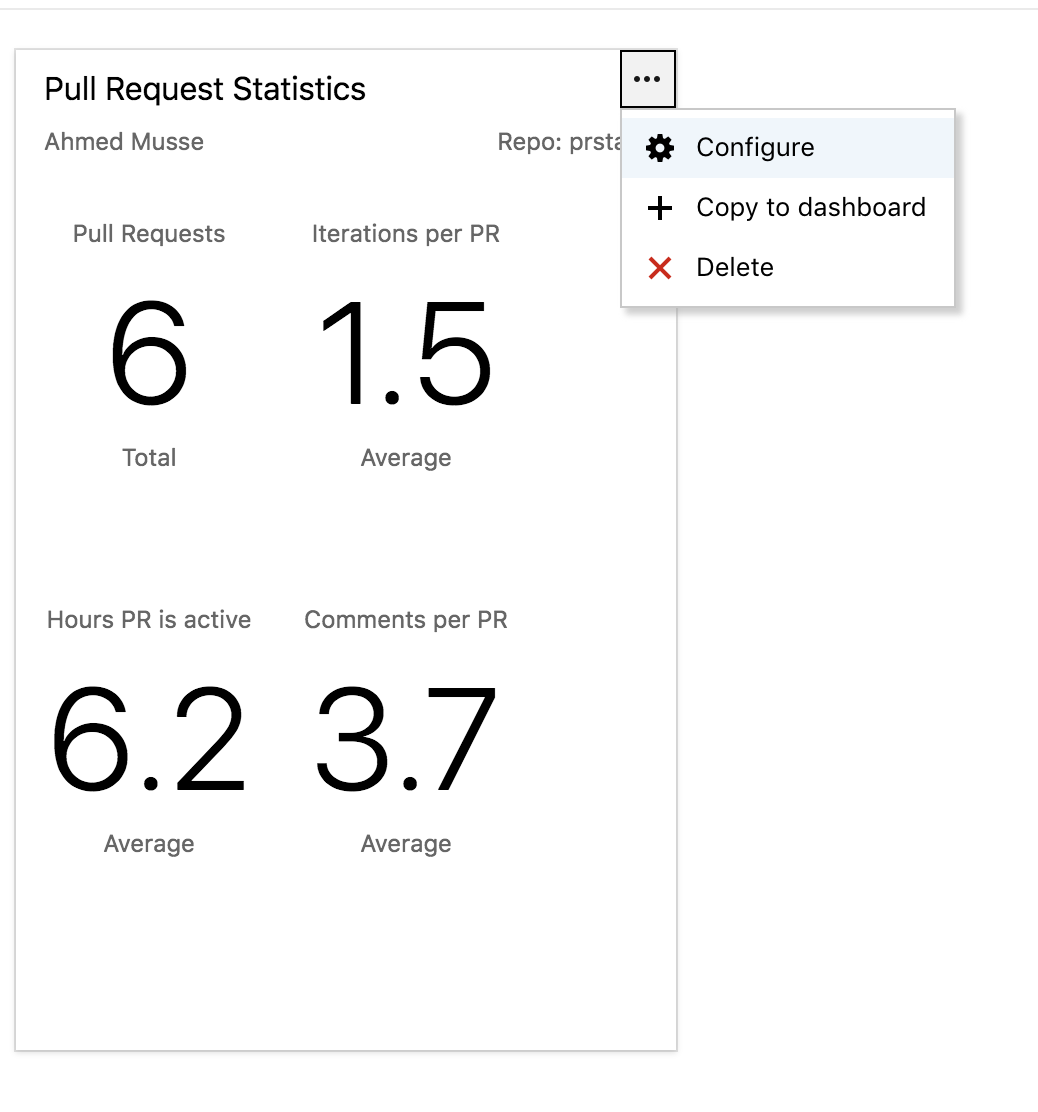 Pull Request Statistics
Ahmed Musse
Repo:
Configure
Copy to dashboard
Delete
Pull Requests
Iterations per PR
6
1.5
Total
Average
Hours PR is active
Comments per PR
6.2
3.7
Average
Average